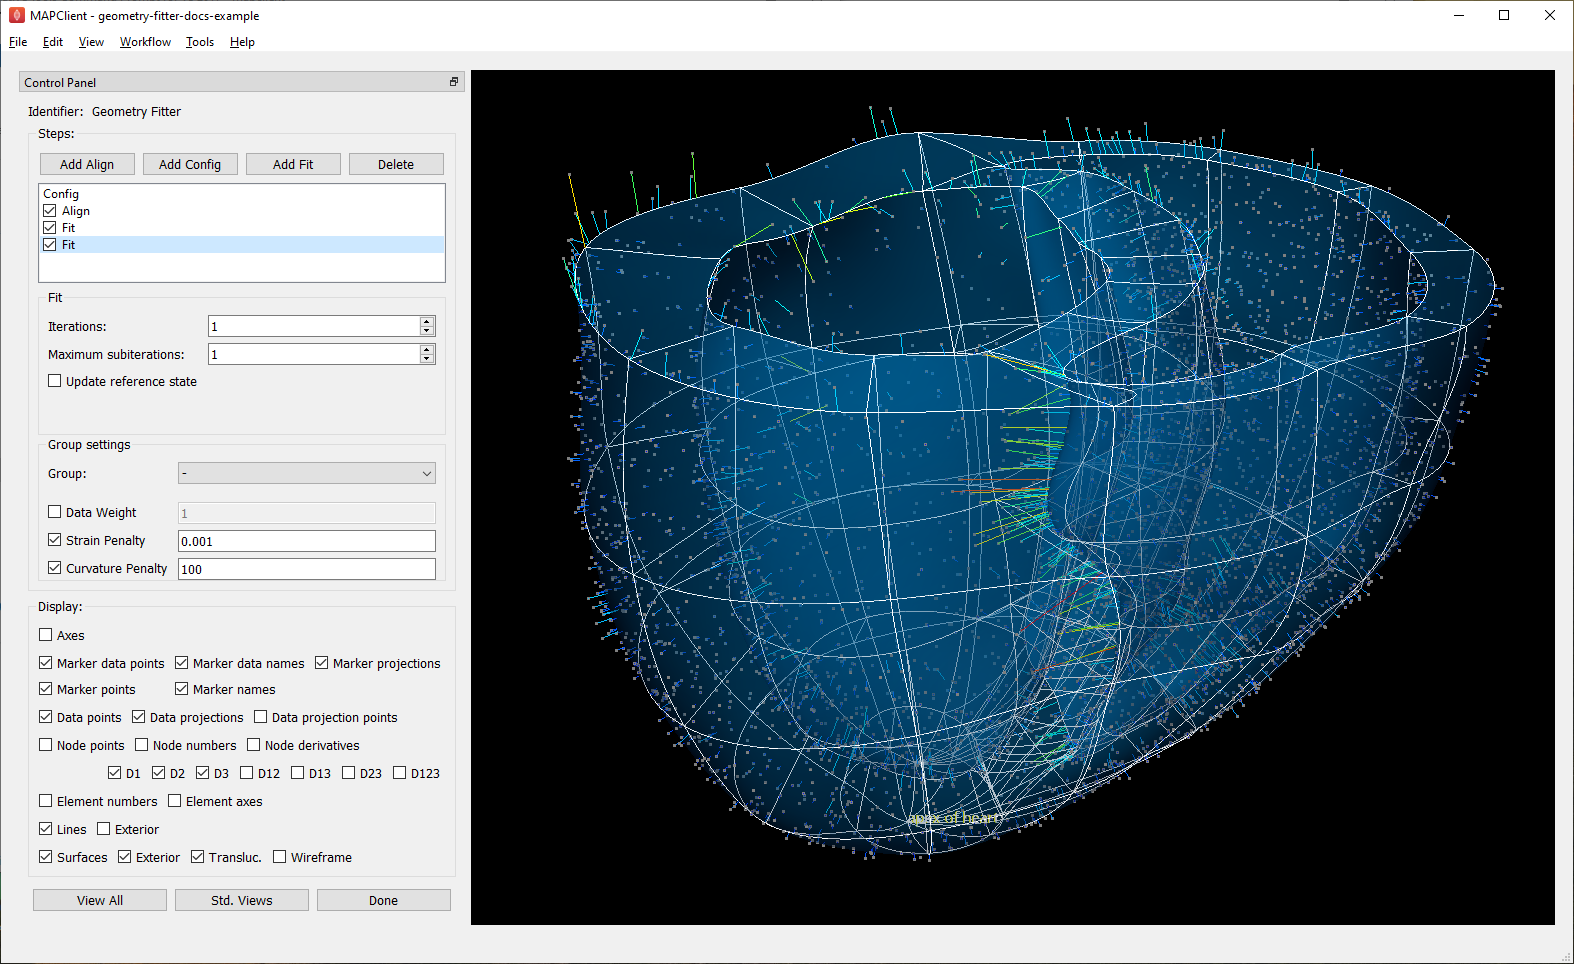 MAPClient - geometry-fitter-docs-example
File Edit View Workflow Tools Help
Control Panel
Identifier: Geometry Fitter
Steps:
Add Align Add Config Add Fit Delete
Config
Align
Fit
Fit
Fit
Iterations: 1
Maximum subiterations: 1
Update reference state
Group settings
Group: -
Data Weight 1
Strain Penalty 0.001
Curvature Penalty 100
Display:
Axes
Marker data points Marker data names Marker projections
Marker points Marker names
Data points Data projections Data projection points
Node points Node numbers Node derivatives
D1 D2 D3 D12 D13 D23 D123
Element numbers Element axes
Lines Exterior
Surfaces Exterior Transluc. Wireframe
View All Std. Views Done
apex of heart